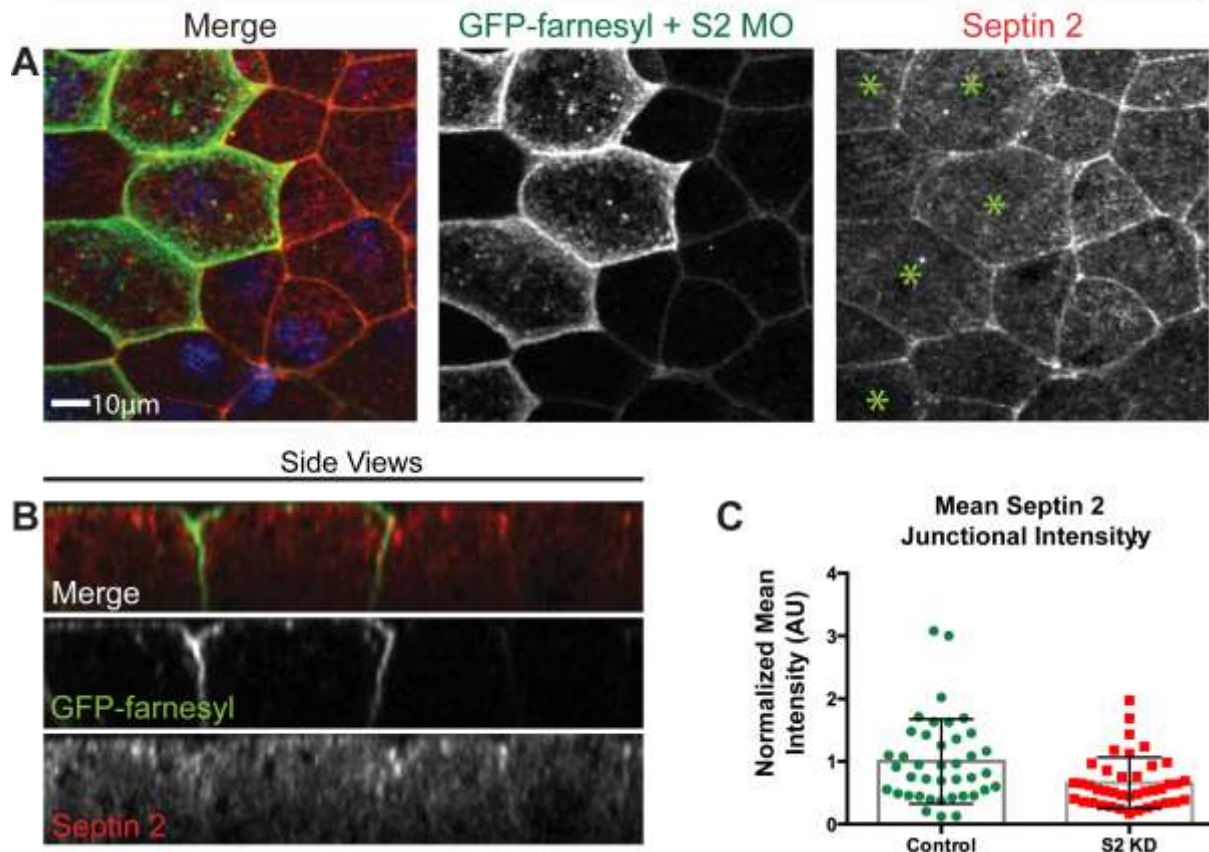 Merge
GFP-farnesyl + S2 MO
Septin 2
A
* *
*
*
*
10µm
Side Views
B
Merge
GFP-farnesyl
Septin 2
C
Mean Septin 2
Junctional Intensityy
Normalized Mean
Intensity (AU)
4
3
2
1
0
Control
S2 KD